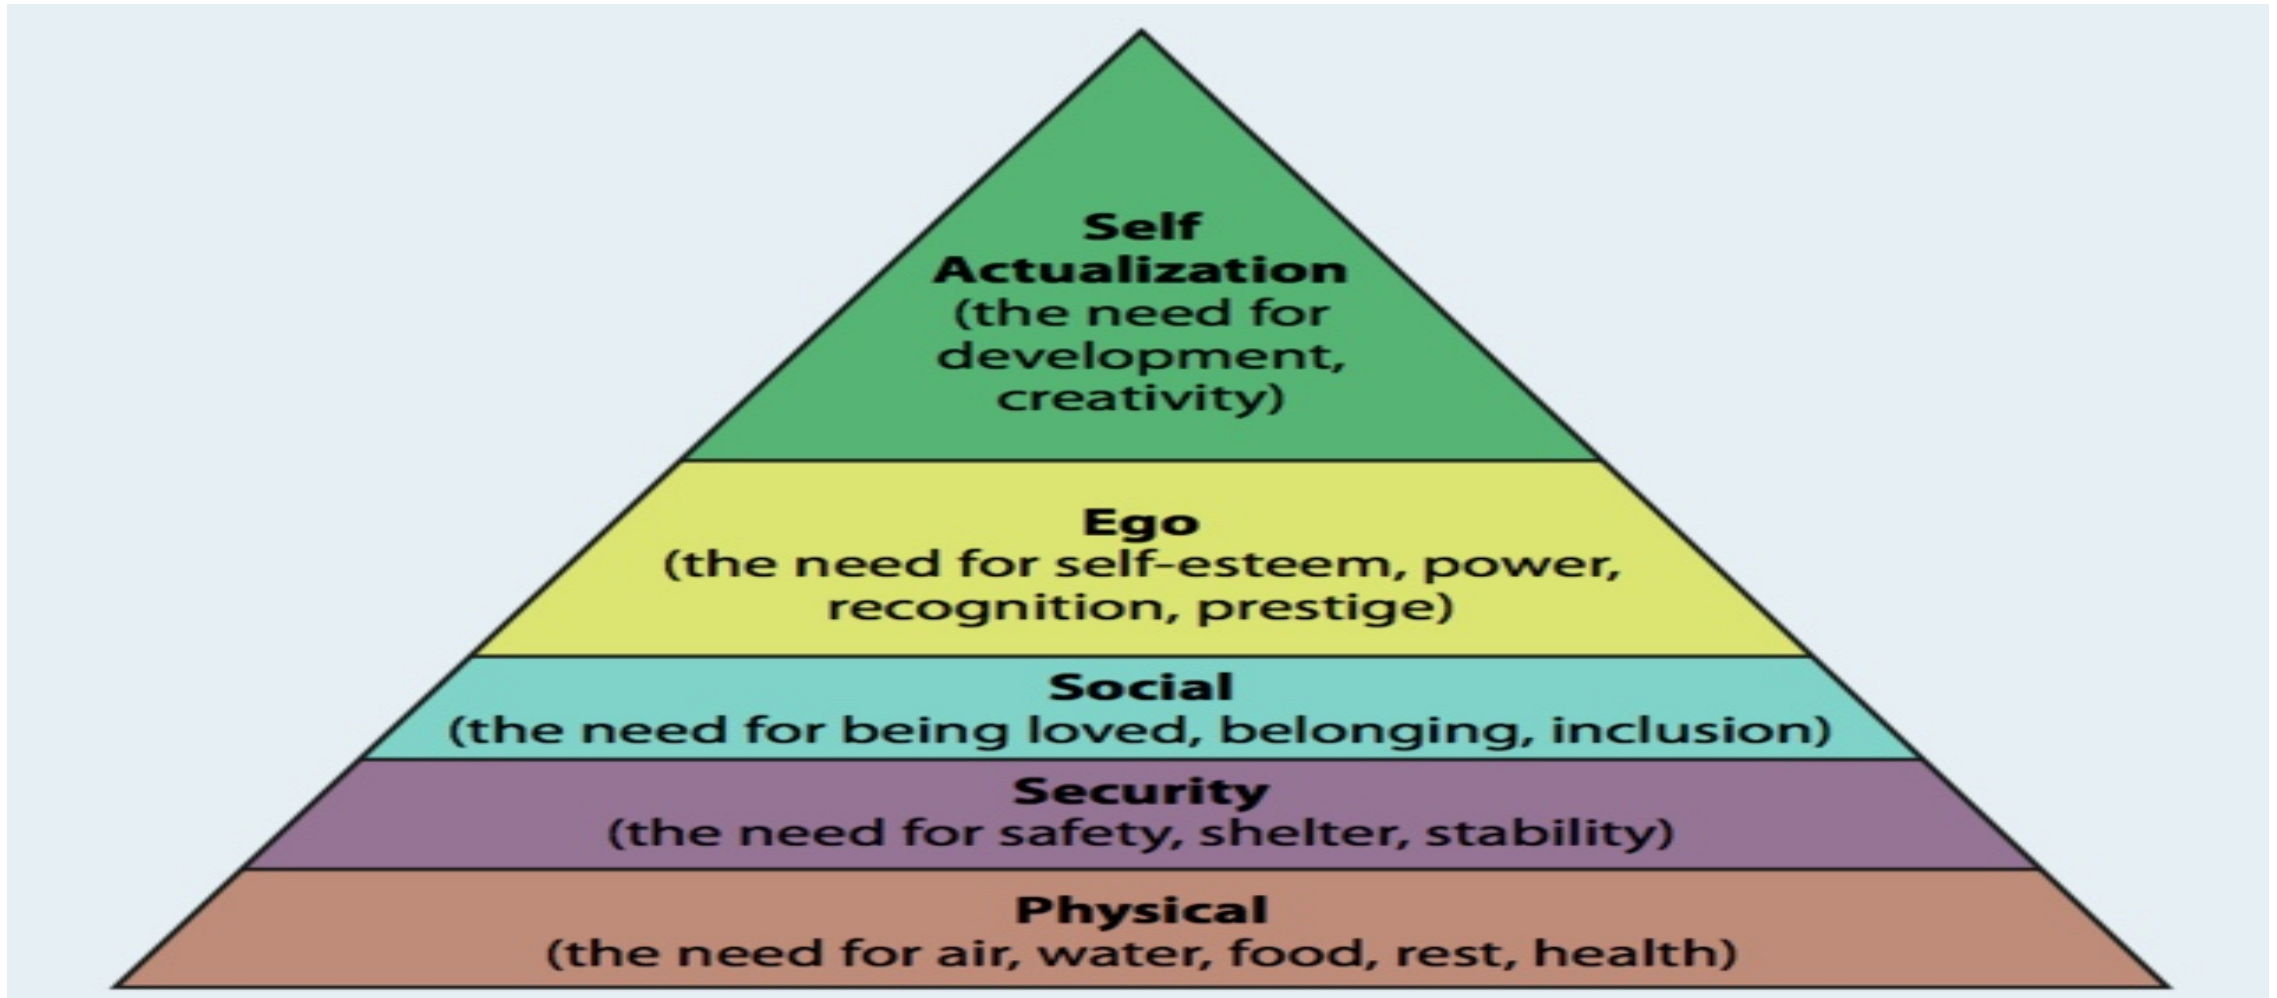 Self
Actualization
(the need for
development,
creativity)
Ego
(the need for self-esteem, power,
recognition, prestige)
Social
(the need for being loved, belonging, inclusion)
Security
(the need for safety, shelter, stability)
Physical
(the need for air, water, food, rest, health)